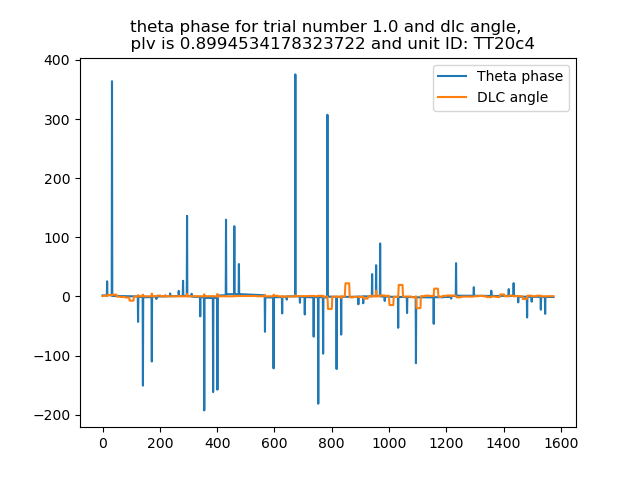 theta phase for trial number 1.0 and dlc angle,
plv is 0.8994534178323722 and unit ID: TT20c4
Theta phase
DLC angle
400
300
200
100
0
−100
−200
0 200 400 600 800 1000 1200 1400 1600